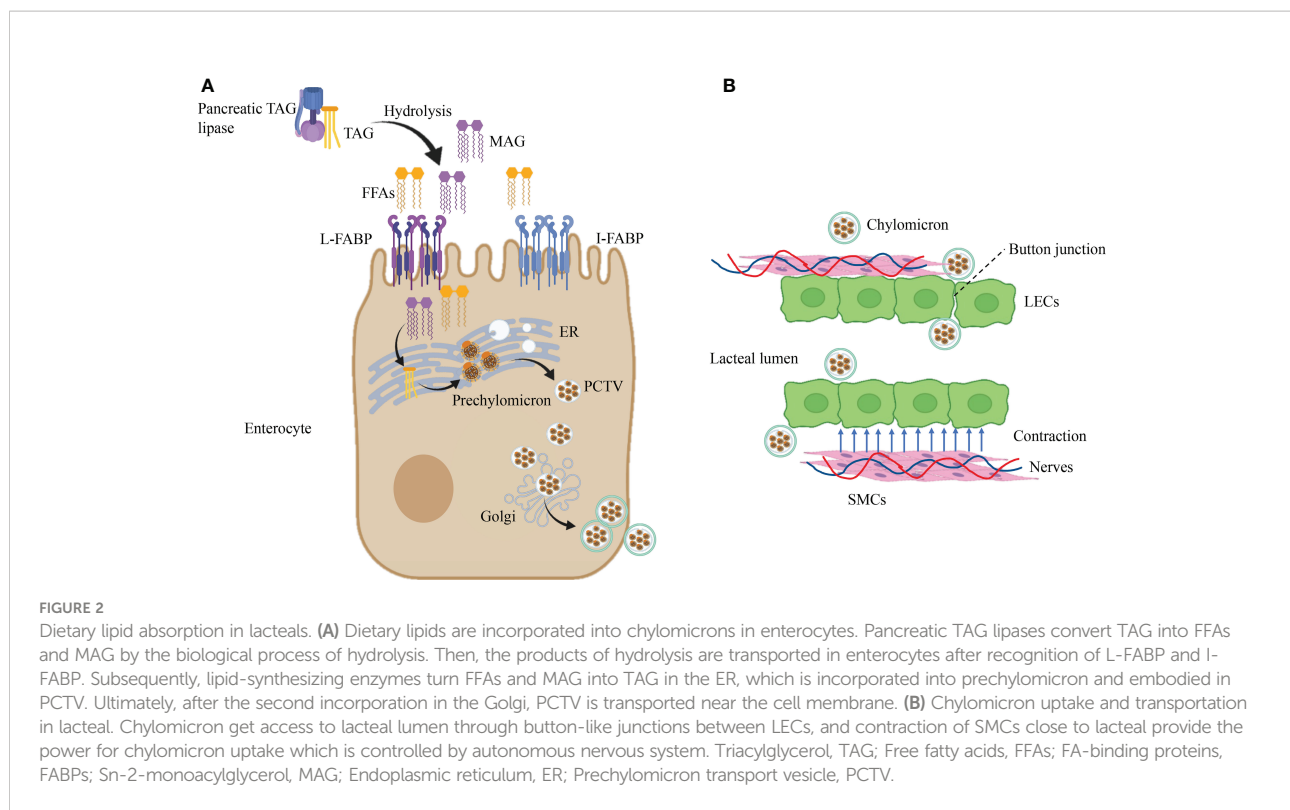 A
Pancreatic TAG
lipase
TAG
Hydrolysis
MAG
FFAs
L-FABP
I-FABP
ER
Prechylomicron
PCTV
Enterocyte
Golgi
B
Chylomicron
Button junction
LECs
Lacteal lumen
Contraction
Nerves
SMCs
FIGURE 2
Dietary lipid absorption in lacteals. (A) Dietary lipids are incorporated into chylomicrons in enterocytes. Pancreatic TAG lipases convert TAG into FFAs
and MAG by the biological process of hydrolysis. Then, the products of hydrolysis are transported in enterocytes after recognition of L-FABP and I-
FABP. Subsequently, lipid-synthesizing enzymes turn FFAs and MAG into TAG in the ER, which is incorporated into prechylomicron and embodied in
PCTV. Ultimately, after the second incorporation in the Golgi, PCTV is transported near the cell membrane. (B) Chylomicron uptake and transportation
in lacteal. Chylomicron get access to lacteal lumen through button-like junctions between LECs, and contraction of SMCs close to lacteal provide the
power for chylomicron uptake which is controlled by autonomous nervous system. Triacylglycerol, TAG; Free fatty acids, FFAs; FA-binding proteins,
FABPs; Sn-2-monoacylglycerol, MAG; Endoplasmic reticulum, ER; Prechylomicron transport vesicle, PCTV.